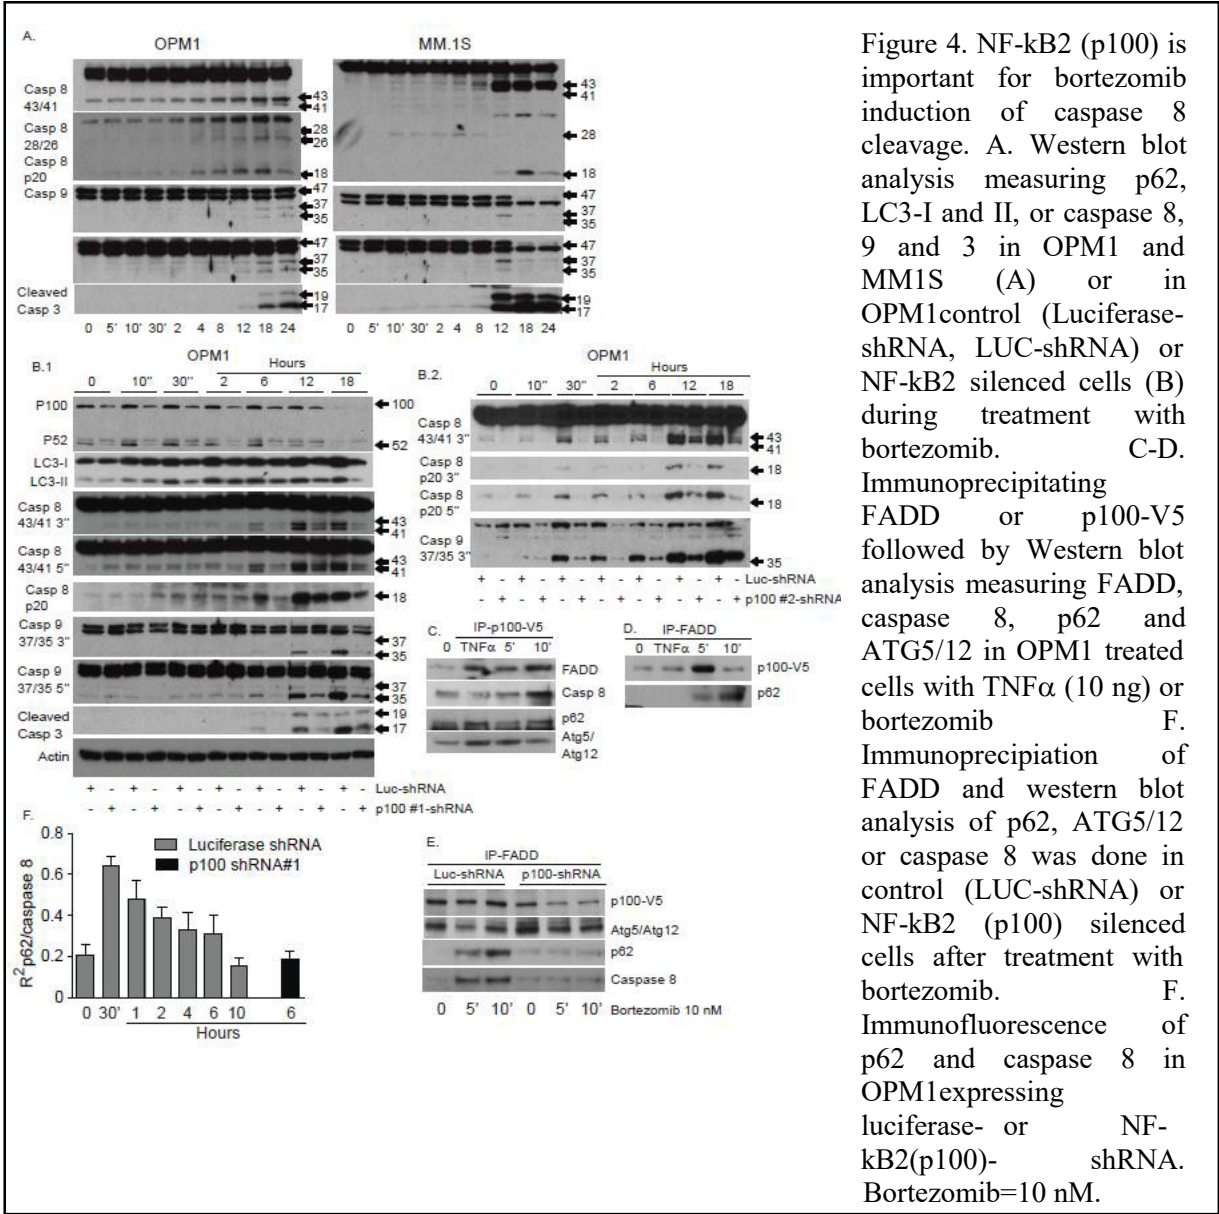 A.
OPM1
MM.1S
Casp 8
43/41
43
41
Casp 8
28/26
28
26
Casp 8
p20
18
Casp 9
47
37
35
47
37
35
Cleaved
Casp 3
19
17
43
41
28
18
47
37
35
47
37
35
19
17
0 5' 10' 30' 2 4 8 12 18 24
0 5' 10' 30' 2 4 8 12 18 24
B.1
OPM1
Hours
0 10" 30" 2 6 12 18
P100
100
P52
52
LC3-I
LC3-II
Casp 8
43/41 3"
43
41
Casp 8
43/41 5"
43
41
Casp 8
p20
18
Casp 9
37/35 3"
37
35
Casp 9
37/35 5"
37
35
Cleaved
Casp 3
19
17
Actin
+ - + - + - + - + - + - + - Luc-shRNA
- + - + - + - + - + - + - + p100 #1-shRNA
B.2.
OPM1
Hours
0 10" 30" 2 6 12 18
Casp 8
43/41 3"
43
41
Casp 8
p20 3"
18
Casp 8
p20 5"
18
Casp 9
37/35 3"
35
+ - + - + - + - + - + - + - Luc-shRNA
- + - + - + - + - + - + - + p100 #2-shRNA
C.
IP-p100-V5
0 TNFα 5' 10'
FADD
Casp 8
p62
Atg5/
Atg12
D.
IP-FADD
0 TNFα 5' 10'
p100-V5
p62
F.
R2p62/caspase 8
0.8
0.6
0.4
0.2
0
Luciferase shRNA
p100 shRNA#1
0 30' 1 2 4 6 10 6
Hours
E.
IP-FADD
Luc-shRNA p100-shRNA
p100-V5
Atg5/Atg12
p62
Caspase 8
0 5' 10' 0 5' 10' Bortezomib 10 nM
Figure 4. NF-kB2 (p100) is
important for bortezomib
induction of caspase 8
cleavage. A. Western blot
analysis measuring p62,
LC3-I and II, or caspase 8,
9 and 3 in OPM1 and
MM1S (A) or in
OPM1control (Luciferase-
shRNA, LUC-shRNA) or
NF-kB2 silenced cells (B)
during treatment with
bortezomib. C-D.
Immunoprecipitating
FADD or p100-V5
followed by Western blot
analysis measuring FADD,
caspase 8, p62 and
ATG5/12 in OPM1 treated
cells with TNFα (10 ng) or
bortezomib F.
Immunoprecipiation of
FADD and western blot
analysis of p62, ATG5/12
or caspase 8 was done in
control (LUC-shRNA) or
NF-kB2 (p100) silenced
cells after treatment with
bortezomib. F.
Immunofluorescence of
p62 and caspase 8 in
OPM1expressing
luciferase- or NF-
kB2(p100)- shRNA.
Bortezomib=10 nM.